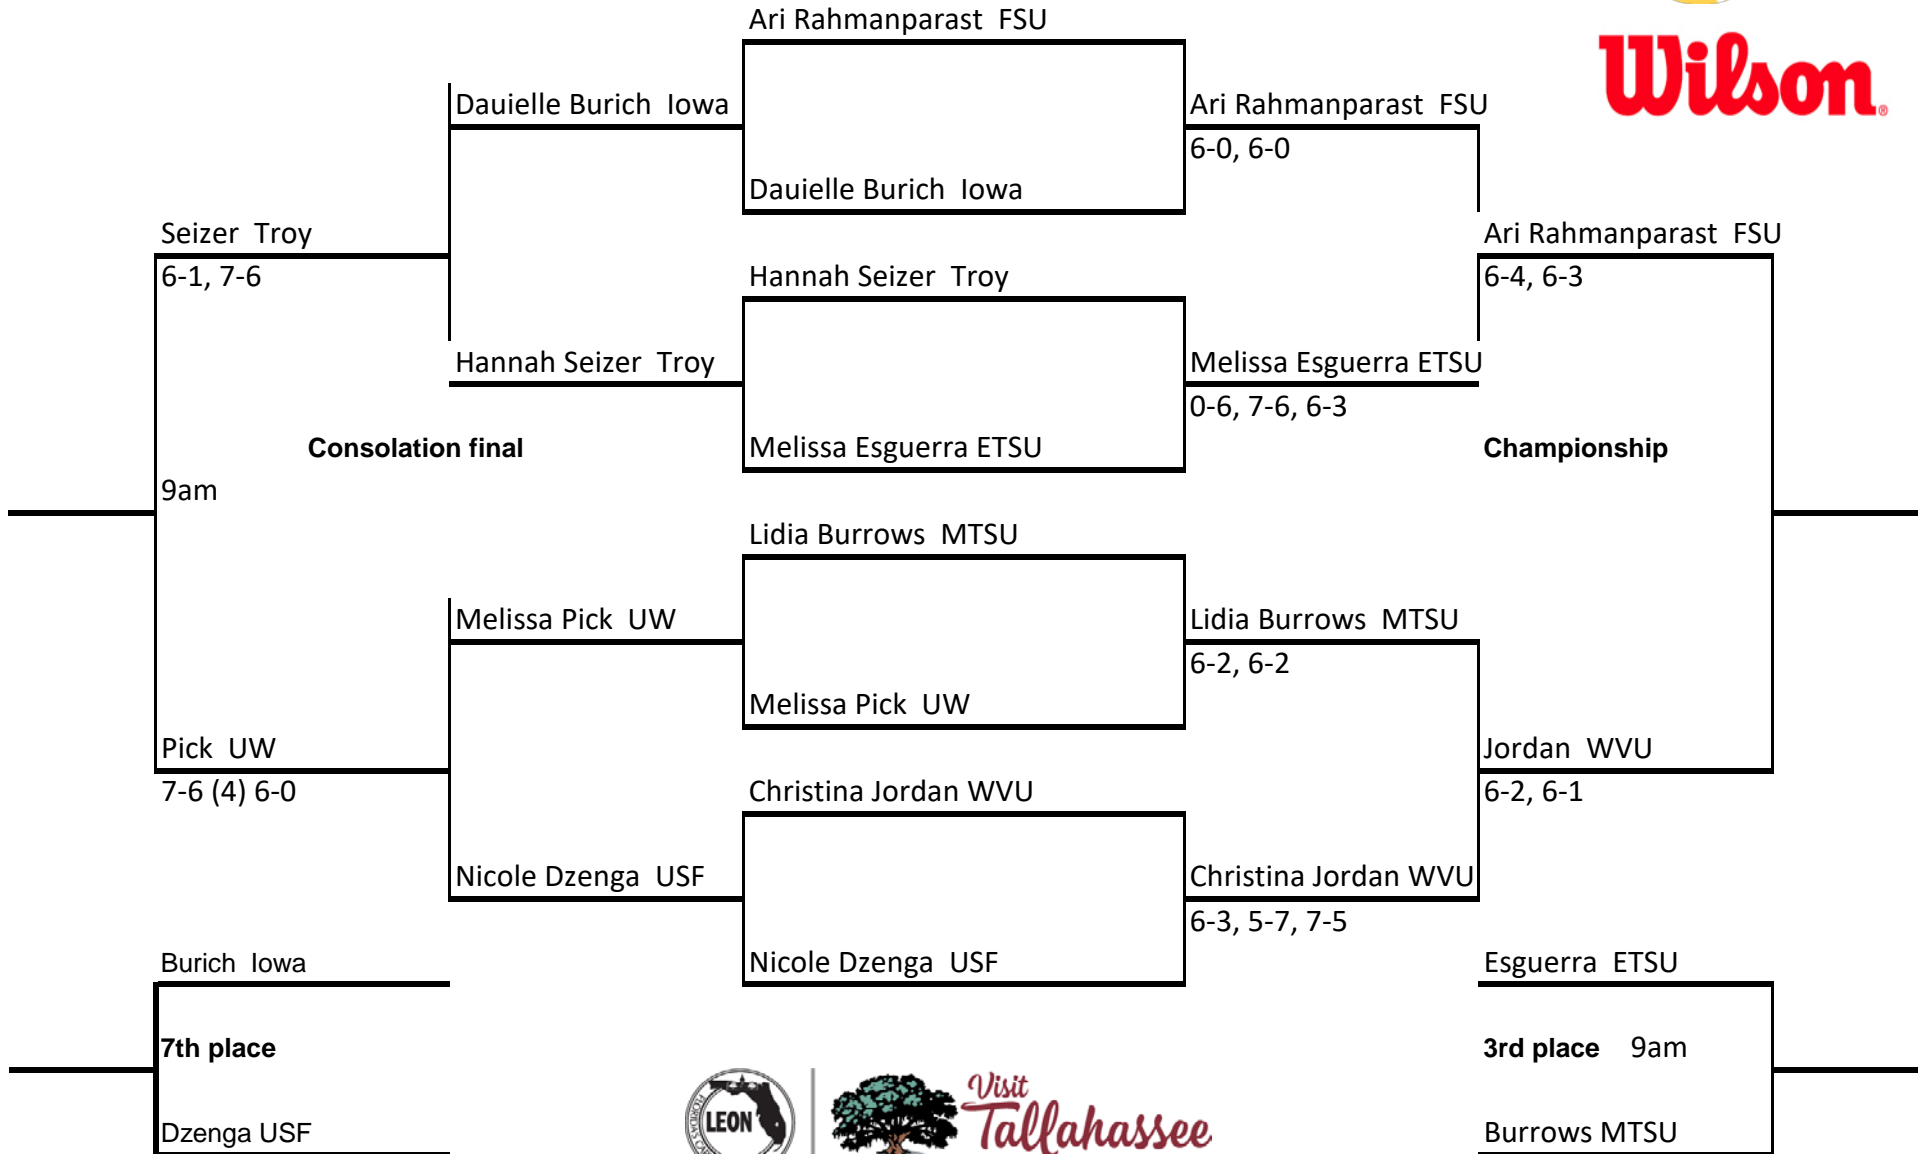 Ari Rahmanparast FSU
Wilson
Dauielle Burich Iowa
Ari Rahmanparast FSU
6-0, 6-0
Dauielle Burich Iowa
Seizer Troy
Ari Rahmanparast FSU
6-1, 7-6
Hannah Seizer Troy
6-4, 6-3
Hannah Seizer Troy
Melissa Esguerra ETSU
0-6, 7-6, 6-3
Consolation final
Melissa Esguerra ETSU
Championship
9am
Lidia Burrows MTSU
Melissa Pick UW
Lidia Burrows MTSU
6-2, 6-2
Melissa Pick UW
Pick UW
Jordan WVU
7-6 (4) 6-0
Christina Jordan WVU
6-2, 6-1
Nicole Dzenga USF
Christina Jordan WVU
6-3, 5-7, 7-5
Burich Iowa
Nicole Dzenga USF
Esguerra ETSU
7th place
3rd place 9am
LEON
Visit
Tallahassee
Dzenga USF
Burrows MTSU